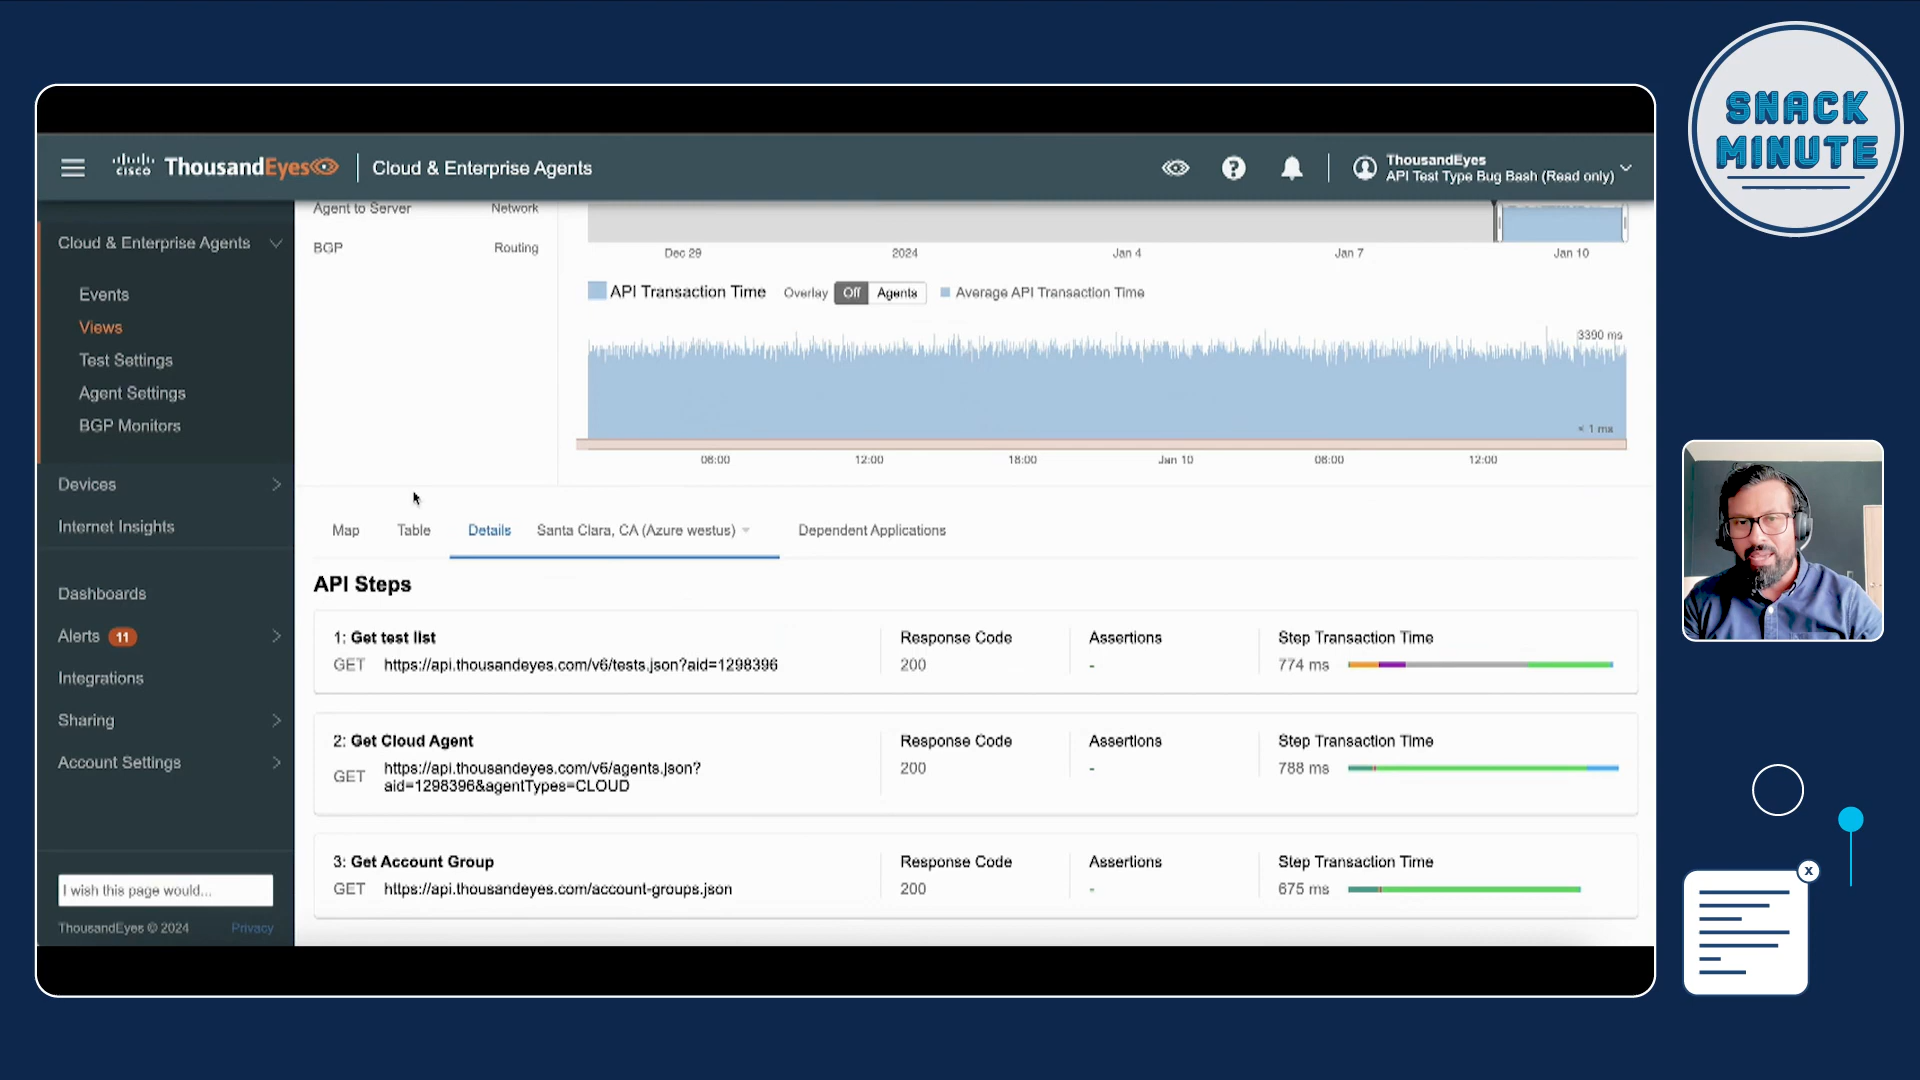 SNACK
MINUTE
cisco ThousandEyes Cloud & Enterprise Agents
ThousandEyes
API Test Type Bug Bash (Read only)
Cloud & Enterprise Agents
Events
Views
Test Settings
Agent Settings
BGP Monitors
Devices
Internet Insights
Dashboards
Alerts 11
Integrations
Sharing
Account Settings
I wish this page would...
ThousandEyes © 2024 Privacy
Agent to Server Network
BGP Routing
Dec 29 2024 Jan 4 Jan 7 Jan 10
API Transaction Time Overlay Off Agents Average API Transaction Time
3390 ms
< 1 ms
06:00 12:00 18:00 Jan 10 06:00 12:00
Map Table Details Santa Clara, CA (Azure westus) Dependent Applications
API Steps
1: Get test list Response Code Assertions Step Transaction Time
GET https://api.thousandeyes.com/v6/tests.json?aid=1298396 200 - 774 ms
2: Get Cloud Agent Response Code Assertions Step Transaction Time
GET https://api.thousandeyes.com/v6/agents.json? 200 - 788 ms
aid=1298396&agentTypes=CLOUD
3: Get Account Group Response Code Assertions Step Transaction Time
GET https://api.thousandeyes.com/account-groups.json 200 - 675 ms
x